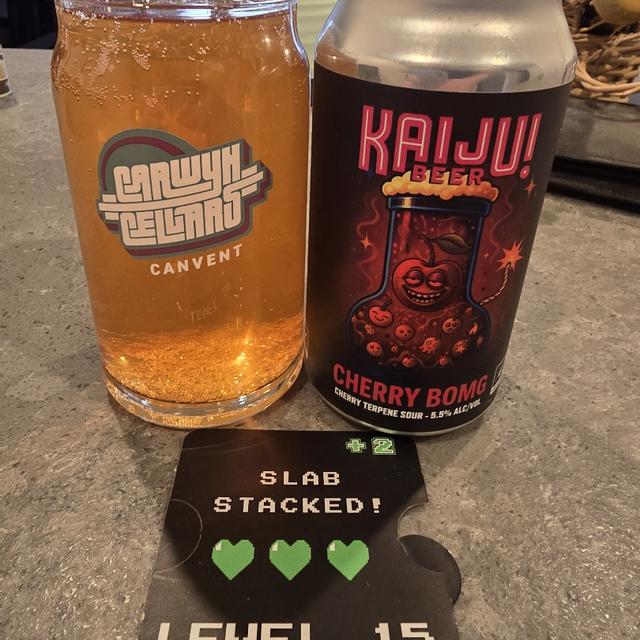 CARWYN
CELLARS
CANVENT
KAIJU!
BEER
CHERRY BOMG
CHERRY TERPENE SOUR - 5.5% ALC/VOL
+2
SLAB
STACKED!
LEVEL 15